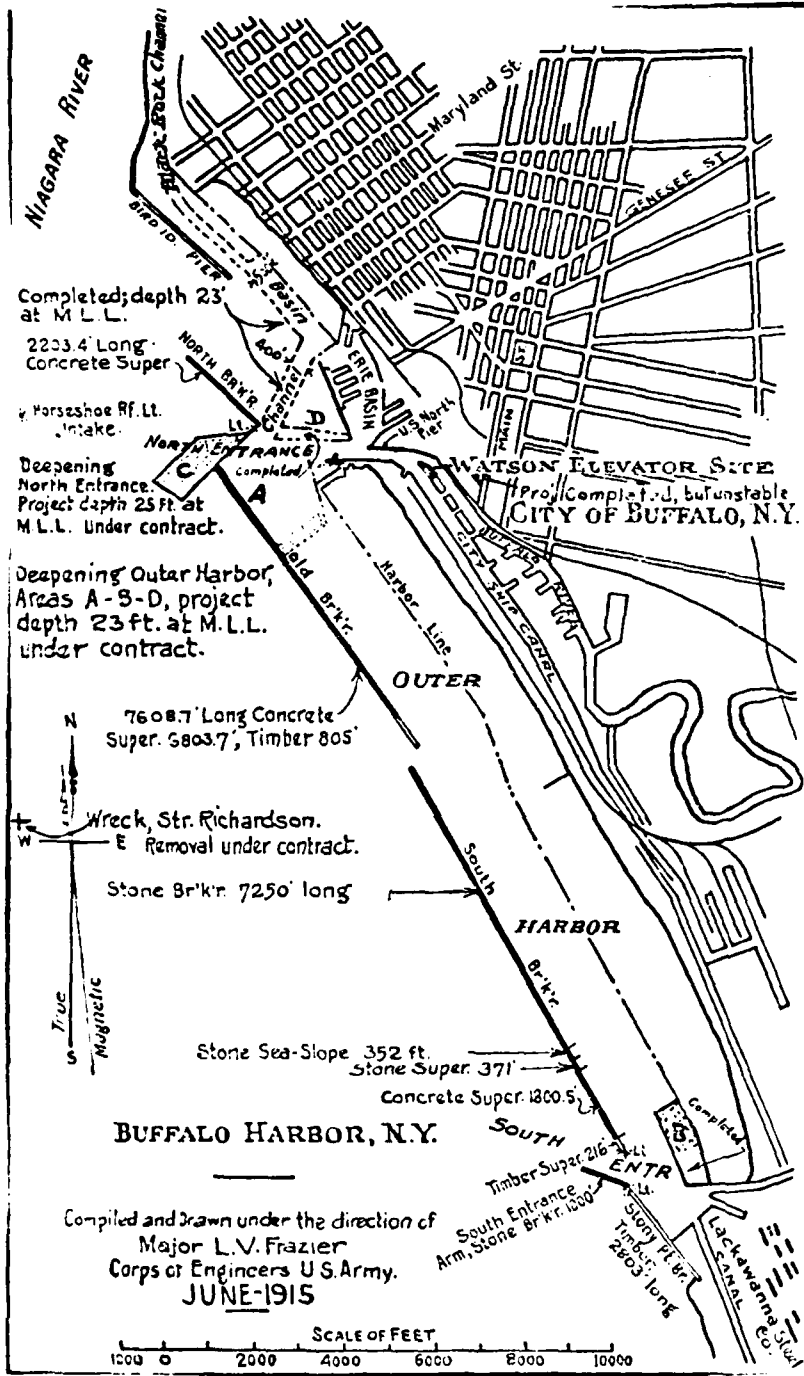 NIAGARA RIVER
Black Rock Channel
BIRD ID. PIER
Maryland St.
GENESEE ST.
Basin
Completed; depth 23'
at M.L.L.
2203.4' Long
Concrete Super
NORTH BR'K'R.
400'
Channel
ERIE BASIN
D
U.S. North
Pier
MAIN
ST.
Horseshoe Rf. Lt.
Intake.
Lt.
NORTH ENTRANCE
Completed
C
A
Deepening
North Entrance.
Project depth 25 Ft. at
M.L.L. Under contract.
WATSON ELEVATOR SITE
Proj. Completed, but unstable
CITY OF BUFFALO, N.Y.
BUFFALO RIVER
CITY SHIP CANAL
Deepening Outer Harbor,
Areas A-B-D, project
depth 23 ft. at M.L.L.
under contract.
Old Br'k'r.
Harbor Line
OUTER
7608.7' Long Concrete
Super. 6803.7', Timber 805'
N
Wreck, Str. Richardson.
W E Removal under contract.
Stone Br'k'r. 7250' long
South
Br'k'r.
HARBOR
True
Magnetic
S
Stone Sea-Slope 352 ft.
Stone Super. 371'
Concrete Super. 1800.5'
BUFFALO HARBOR, N.Y.
SOUTH
ENTR
B
Completed
Timber Super. 216'
Lt.
Lt.
South Entrance
Arm, Stone Br'k'r. 1000'
Stony Pt. Br.
Timber,
2803' long
Lackawanna Steel
Co.
CANAL
Compiled and Drawn under the direction of
Major L.V. Frazier
Corps of Engineers U.S. Army.
JUNE-1915
SCALE OF FEET
1000 0 2000 4000 6000 8000 10000